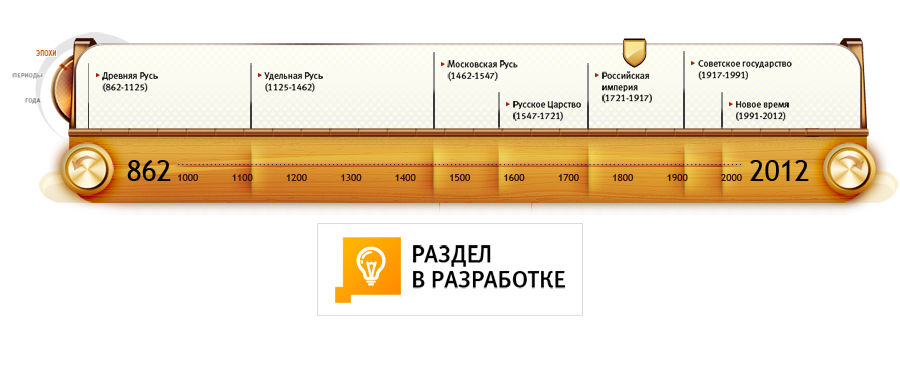 ЭПОХИ
ПЕРИОДЫ
ГОДА
Древняя Русь
(862-1125)
Удельная Русь
(1125-1462)
Московская Русь
(1462-1547)
Русское Царство
(1547-1721)
Российская
империя
(1721-1917)
Советское государство
(1917-1991)
Новое время
(1991-2012)
862
1000
1100
1200
1300
1400
1500
1600
1700
1800
1900
2000
2012
РАЗДЕЛ
В РАЗРАБОТКЕ